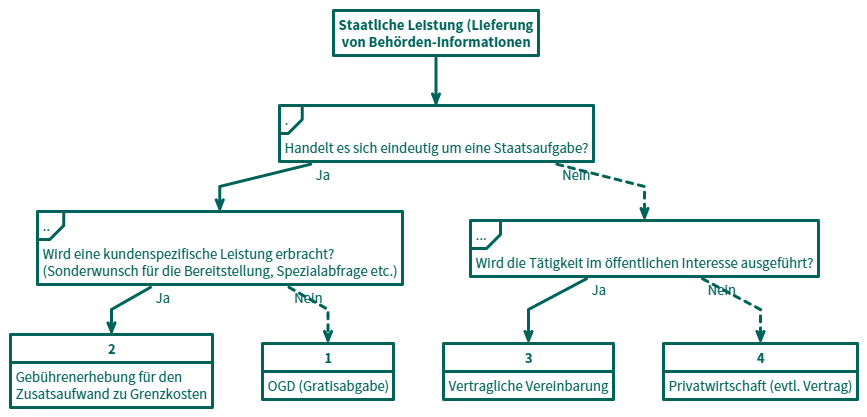 Staatliche Leistung (Lieferung
von Behörden-Informationen
.
Handelt es sich eindeutig um eine Staatsaufgabe?
Ja
Nein
..
Wird eine kundenspezifische Leistung erbracht?
(Sonderwunsch für die Bereitstellung, Spezialabfrage etc.)
...
Wird die Tätigkeit im öffentlichen Interesse ausgeführt?
Ja
Nein
Ja
Nein
2
Gebührenerhebung für den
Zusatsaufwand zu Grenzkosten
1
OGD (Gratisabgabe)
3
Vertragliche Vereinbarung
4
Privatwirtschaft (evtl. Vertrag)